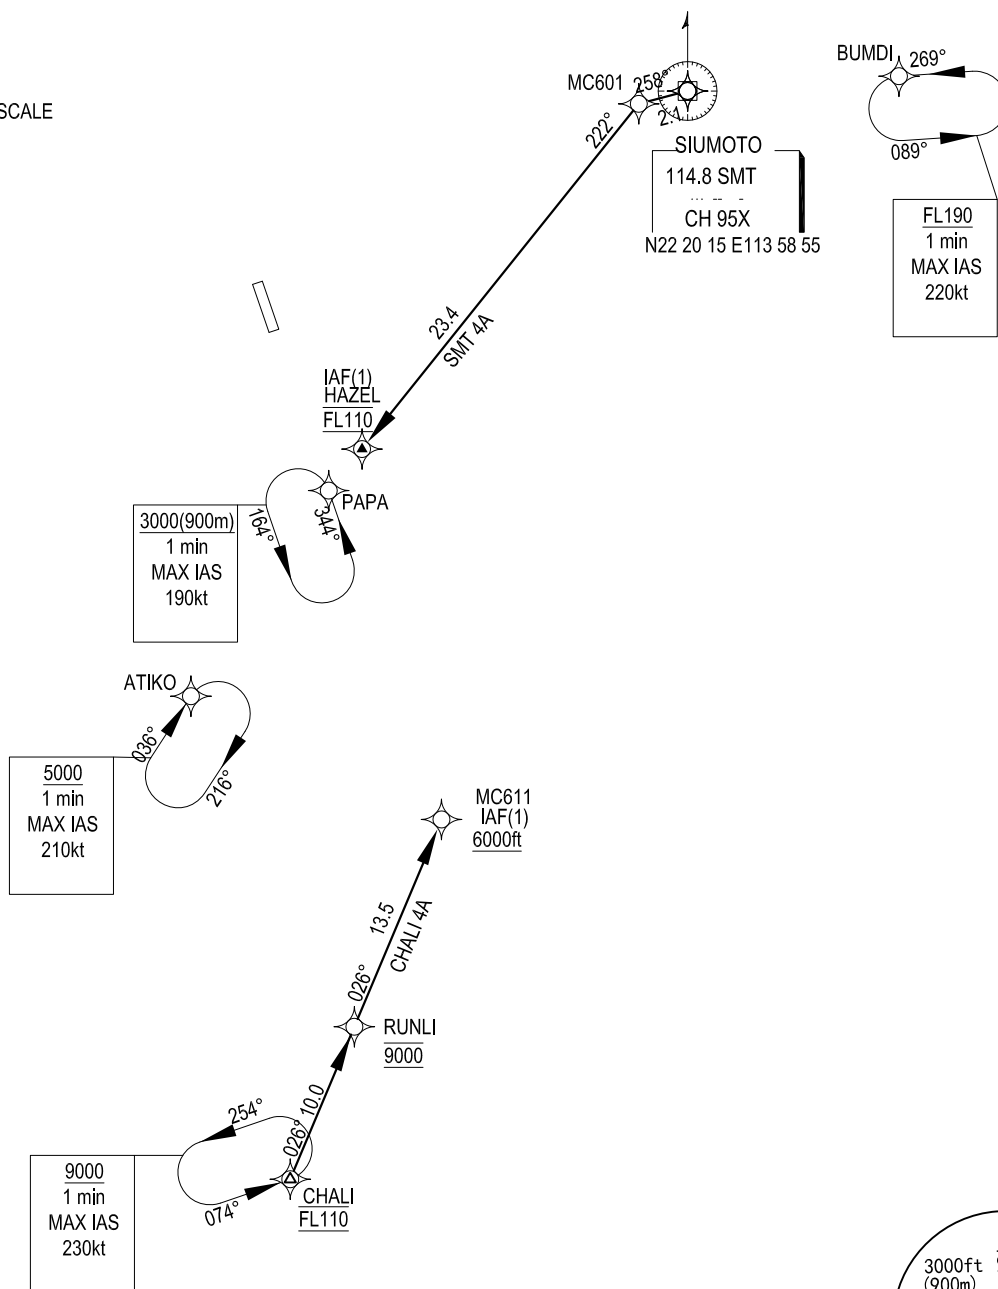 SCALE
MC601
258°
2.1
222°
SIUMOTO
114.8 SMT
CH 95X
N22 20 15 E113 58 55
BUMDI
269°
089°
FL190
1 min
MAX IAS
220kt
23.4
SMT 4A
IAF(1)
HAZEL
FL110
PAPA
164°
344°
3000(900m)
1 min
MAX IAS
190kt
ATIKO
036°
216°
5000
1 min
MAX IAS
210kt
MC611
IAF(1)
6000ft
13.5
CHALI 4A
026°
RUNLI
9000
026° 10.0
254°
074°
CHALI
FL110
9000
1 min
MAX IAS
230kt
3000ft
(900m)